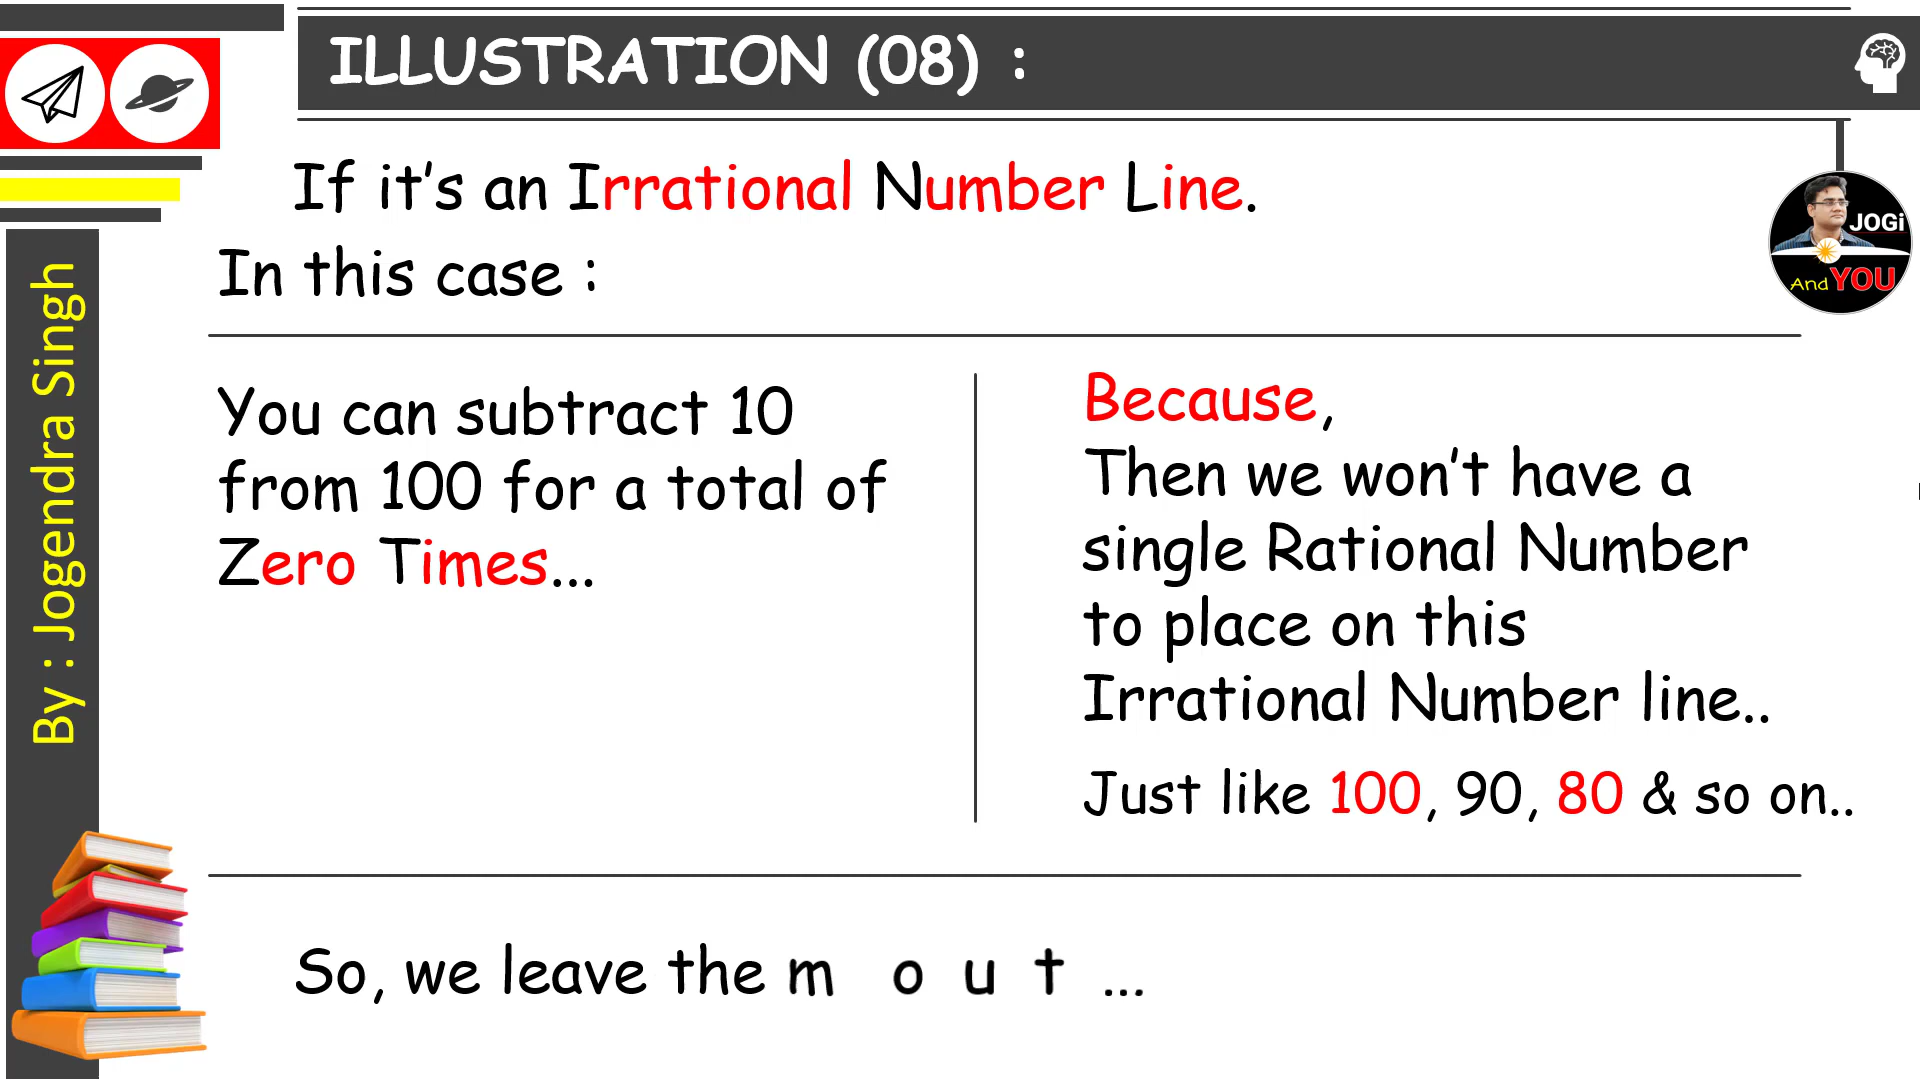 ILLUSTRATION (08) :
If it's an Irrational Number Line.
In this case :
JOGi
And YOU
By : Jogendra Singh
You can subtract 10
from 100 for a total of
Zero Times...
Because,
Then we won't have a
single Rational Number
to place on this
Irrational Number line..
Just like 100, 90, 80 & so on..
So, we leave them out ...